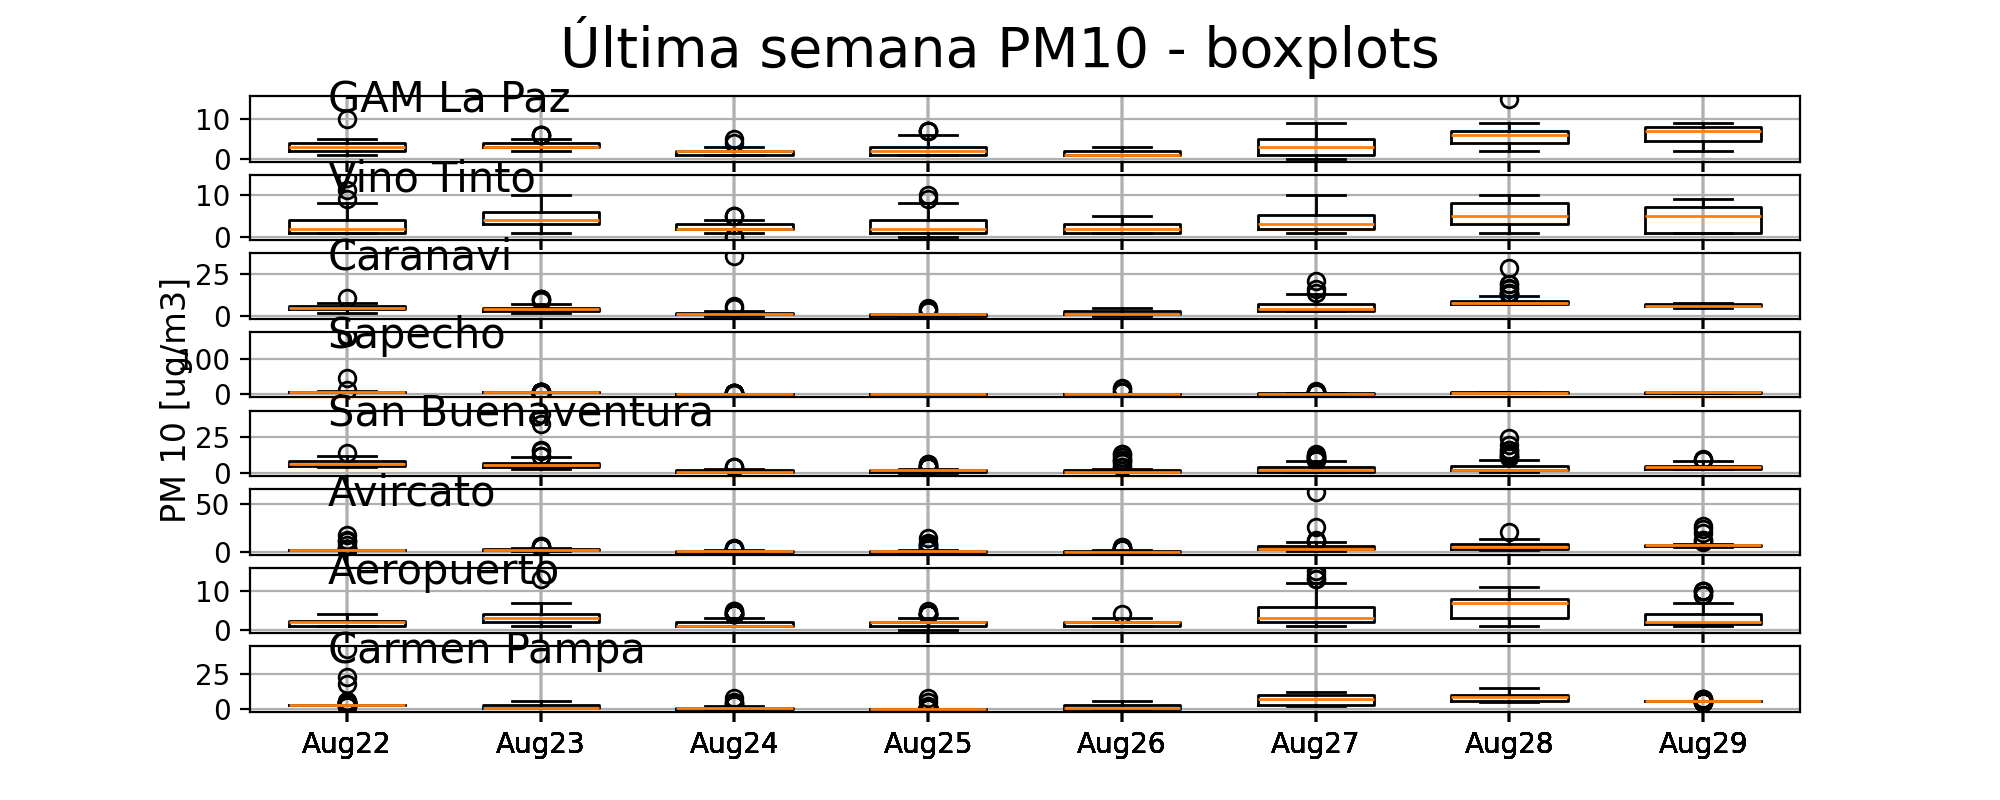 Última semana PM10 - boxplots
GAM La Paz
10
0
Vino Tinto
10
0
Caranavi
25
0
Sapecho
100
0
San Buenaventura
25
0
Avircato
50
0
Aeropuerto
10
0
Carmen Pampa
25
0
PM 10 [ug/m3]
Aug22 Aug23 Aug24 Aug25 Aug26 Aug27 Aug28 Aug29